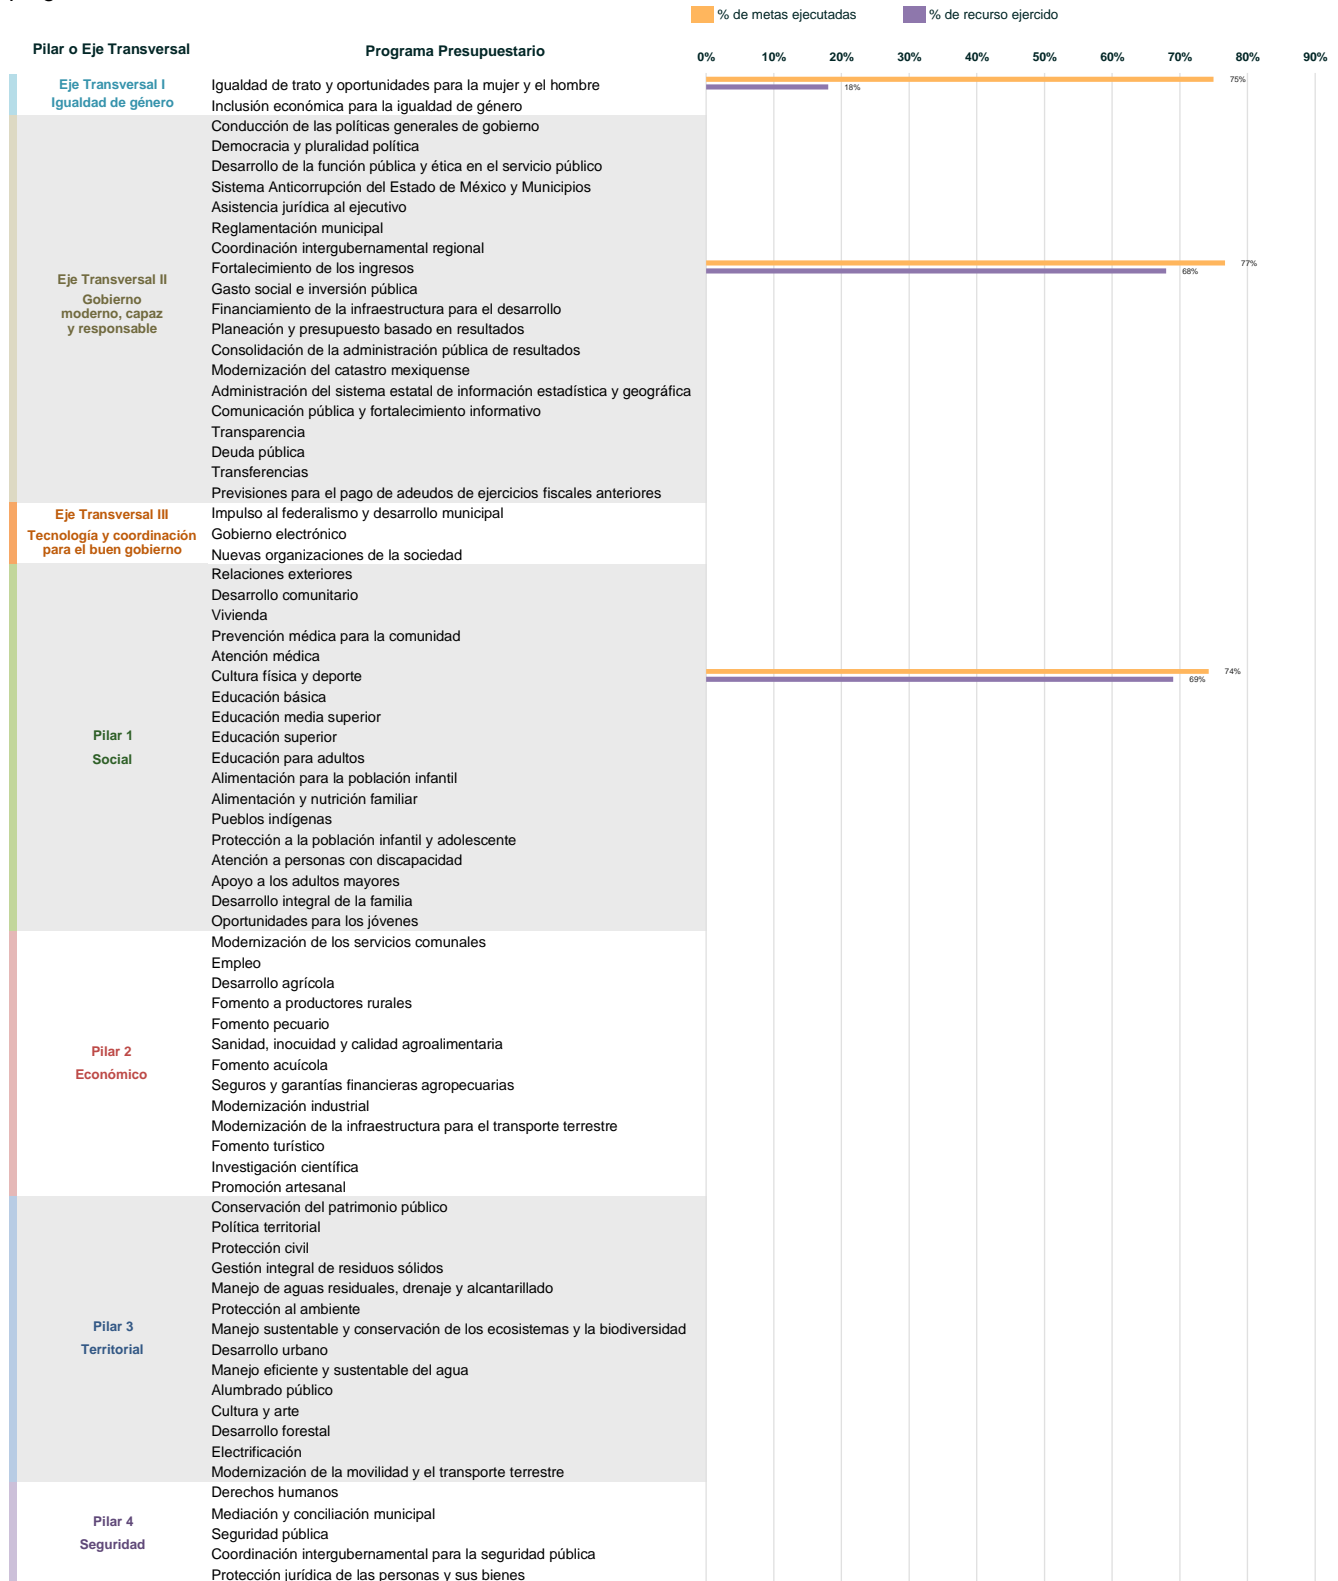 % de metas ejecutadas % de recurso ejercido
Pilar o Eje Transversal Programa Presupuestario 0% 10% 20% 30% 40% 50% 60% 70% 80% 90%
Eje Transversal I
Igualdad de género
Igualdad de trato y oportunidades para la mujer y el hombre 75%
18%
Inclusión económica para la igualdad de género
Eje Transversal II
Gobierno
moderno, capaz
y responsable
Conducción de las políticas generales de gobierno
Democracia y pluralidad política
Desarrollo de la función pública y ética en el servicio público
Sistema Anticorrupción del Estado de México y Municipios
Asistencia jurídica al ejecutivo
Reglamentación municipal
Coordinación intergubernamental regional
Fortalecimiento de los ingresos 77%
68%
Gasto social e inversión pública
Financiamiento de la infraestructura para el desarrollo
Planeación y presupuesto basado en resultados
Consolidación de la administración pública de resultados
Modernización del catastro mexiquense
Administración del sistema estatal de información estadística y geográfica
Comunicación pública y fortalecimiento informativo
Transparencia
Deuda pública
Transferencias
Previsiones para el pago de adeudos de ejercicios fiscales anteriores
Eje Transversal III
Tecnología y coordinación
para el buen gobierno
Impulso al federalismo y desarrollo municipal
Gobierno electrónico
Nuevas organizaciones de la sociedad
Pilar 1
Social
Relaciones exteriores
Desarrollo comunitario
Vivienda
Prevención médica para la comunidad
Atención médica
Cultura física y deporte 74%
69%
Educación básica
Educación media superior
Educación superior
Educación para adultos
Alimentación para la población infantil
Alimentación y nutrición familiar
Pueblos indígenas
Protección a la población infantil y adolescente
Atención a personas con discapacidad
Apoyo a los adultos mayores
Desarrollo integral de la familia
Oportunidades para los jóvenes
Pilar 2
Económico
Modernización de los servicios comunales
Empleo
Desarrollo agrícola
Fomento a productores rurales
Fomento pecuario
Sanidad, inocuidad y calidad agroalimentaria
Fomento acuícola
Seguros y garantías financieras agropecuarias
Modernización industrial
Modernización de la infraestructura para el transporte terrestre
Fomento turístico
Investigación científica
Promoción artesanal
Pilar 3
Territorial
Conservación del patrimonio público
Política territorial
Protección civil
Gestión integral de residuos sólidos
Manejo de aguas residuales, drenaje y alcantarillado
Protección al ambiente
Manejo sustentable y conservación de los ecosistemas y la biodiversidad
Desarrollo urbano
Manejo eficiente y sustentable del agua
Alumbrado público
Cultura y arte
Desarrollo forestal
Electrificación
Modernización de la movilidad y el transporte terrestre
Pilar 4
Seguridad
Derechos humanos
Mediación y conciliación municipal
Seguridad pública
Coordinación intergubernamental para la seguridad pública
Protección jurídica de las personas y sus bienes